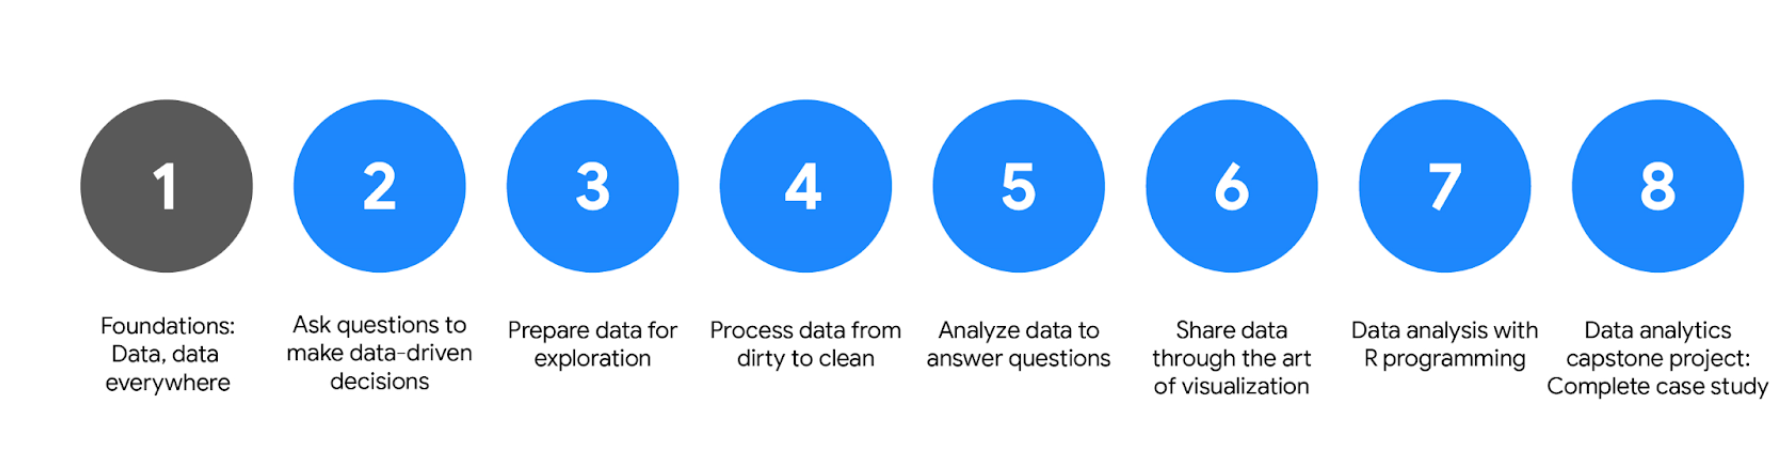 1
Foundations:
Data, data
everywhere
2
Ask questions to
make data-driven
decisions
3
Prepare data for
exploration
4
Process data from
dirty to clean
5
Analyze data to
answer questions
6
Share data
through the art
of visualization
7
Data analysis with
R programming
8
Data analytics
capstone project:
Complete case study